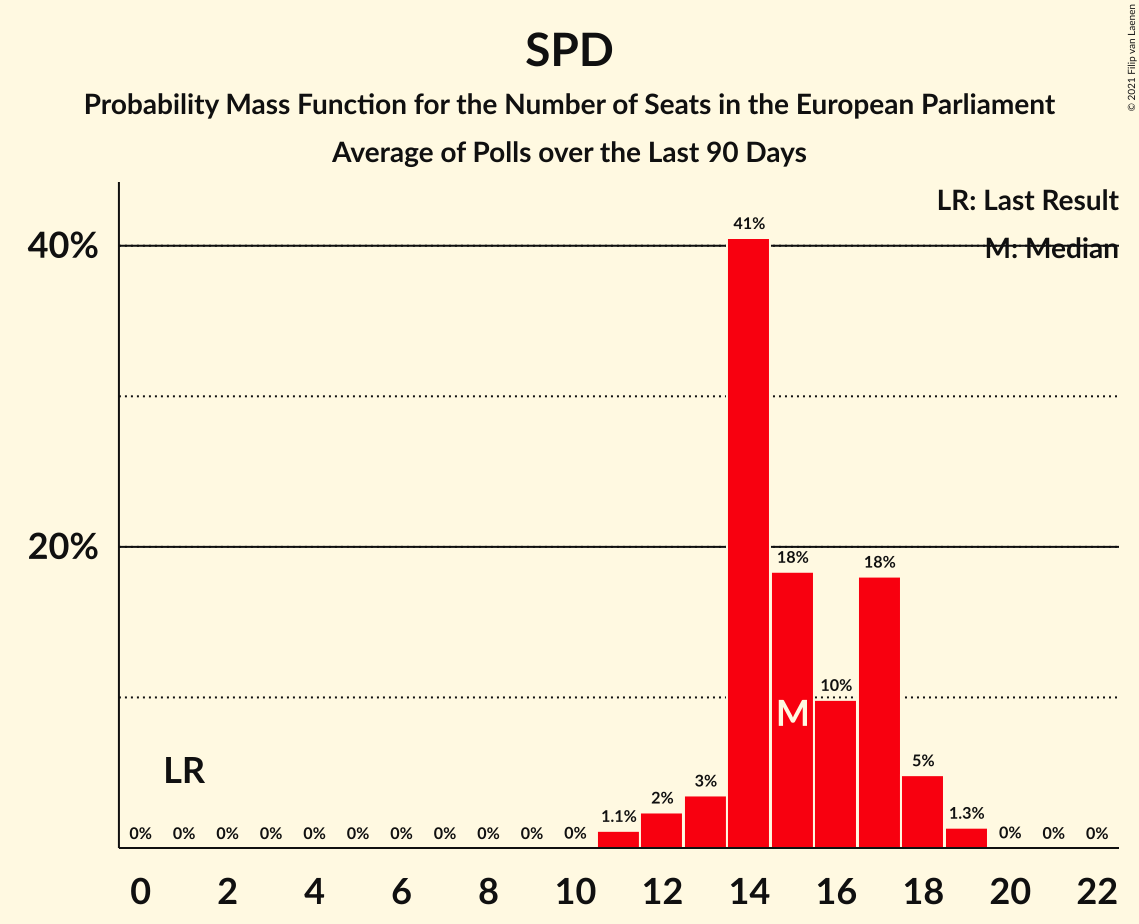 SPD
Probability Mass Function for the Number of Seats in the European Parliament
Average of Polls over the Last 90 Days
© 2021 Filip van Laenen
LR: Last Result
M: Median
40%
20%
41%
18%
18%
10%
M
LR
5%
3%
2%
1.1%
1.3%
0% 0% 0% 0% 0% 0% 0% 0% 0% 0% 0% 0% 0% 0%
0 2 4 6 8 10 12 14 16 18 20 22